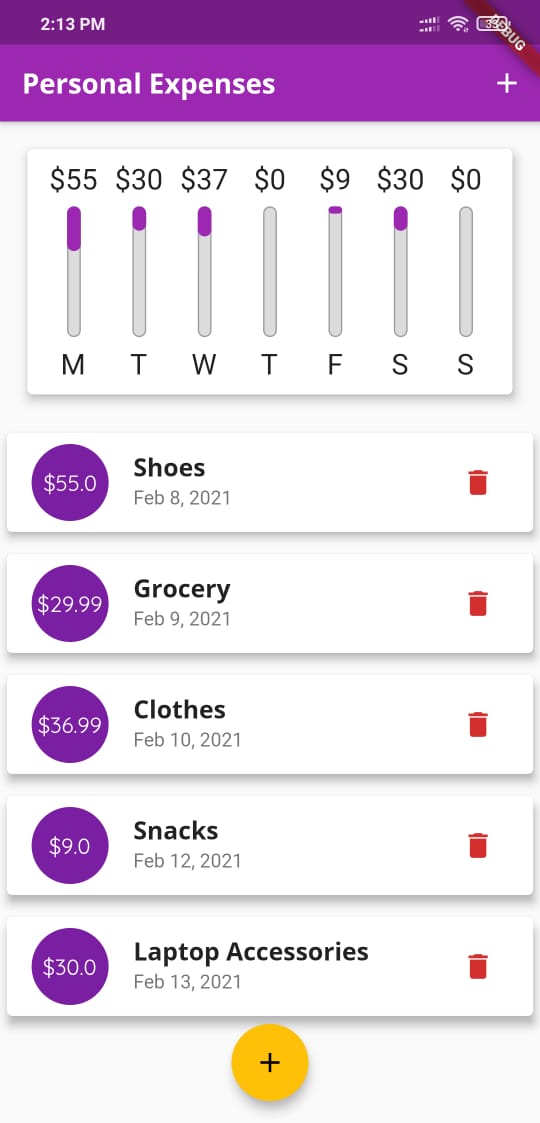 2:13 PM
DEBUG
Personal Expenses
$55 $30 $37 $0 $9 $30 $0
M T W T F S S
$55.0
Shoes
Feb 8, 2021
$29.99
Grocery
Feb 9, 2021
$36.99
Clothes
Feb 10, 2021
$9.0
Snacks
Feb 12, 2021
$30.0
Laptop Accessories
Feb 13, 2021